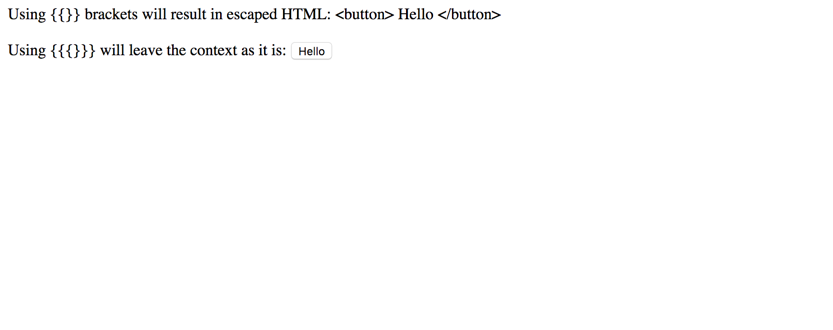 Using {{}} brackets will result in escaped HTML: <button> Hello </button>
Using {{{}}} will leave the context as it is: Hello